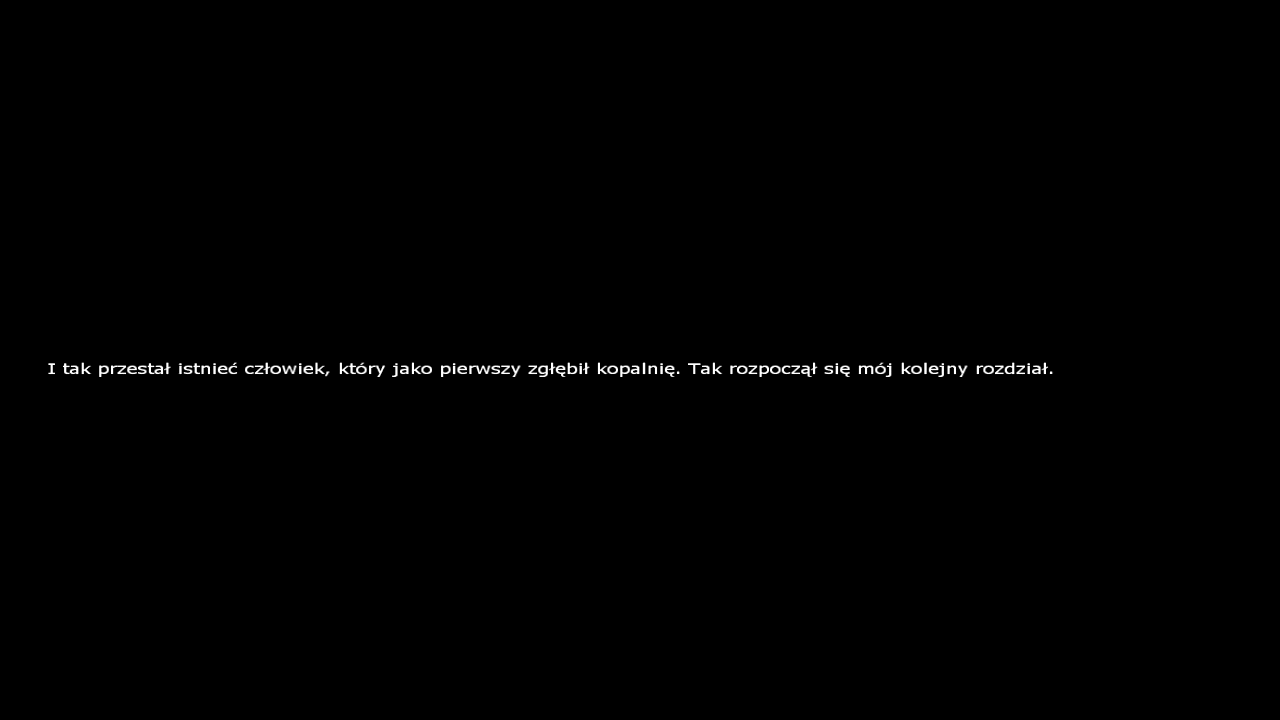 I tak przestał istnieć człowiek, który jako pierwszy zgłębił kopalnię. Tak rozpoczął się mój kolejny rozdział.